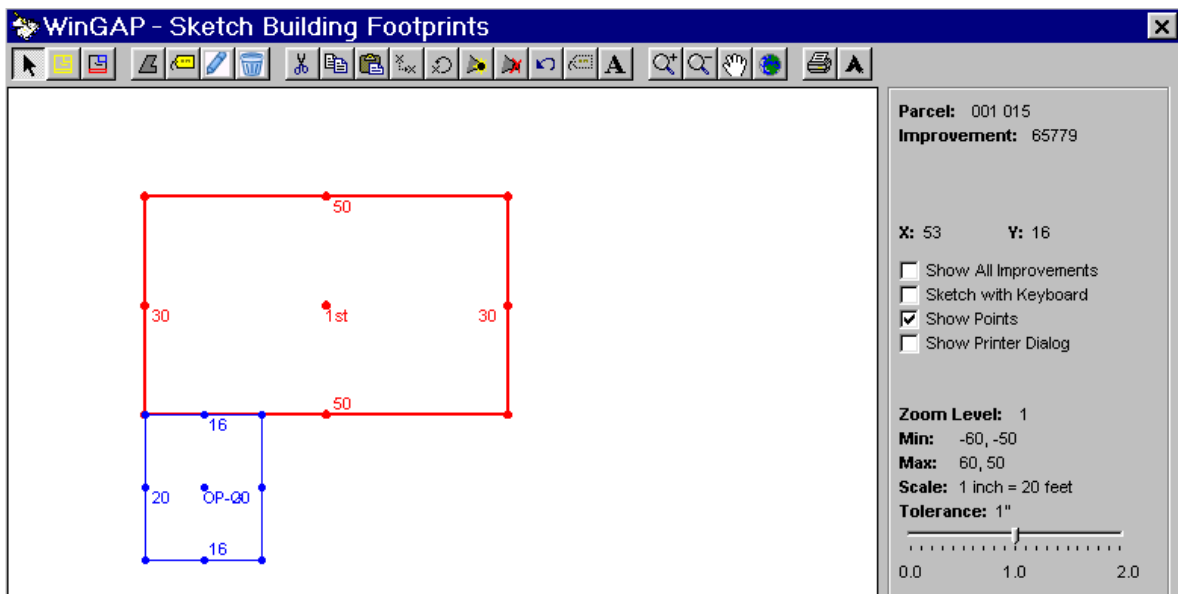 WinGAP - Sketch Building Footprints
A
Parcel: 001 015
Improvement: 65779
X: 53 Y: 16
Show All Improvements
Sketch with Keyboard
Show Points
Show Printer Dialog
Zoom Level: 1
Min: -60, -50
Max: 60, 50
Scale: 1 inch = 20 feet
Tolerance: 1"
0.0 1.0 2.0
50
30 1st 30
50
16
20
16